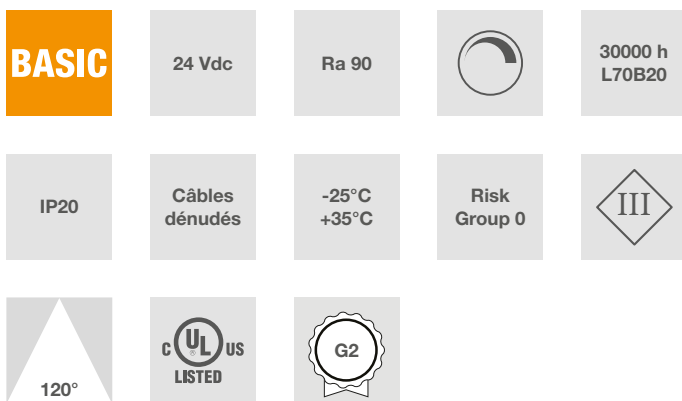 BASIC
24 Vdc
Ra 90
30000 h
L70B20
IP20
Câbles
dénudés
-25°C
+35°C
Risk
Group 0
III
120°
C UL® US
LISTED
G2